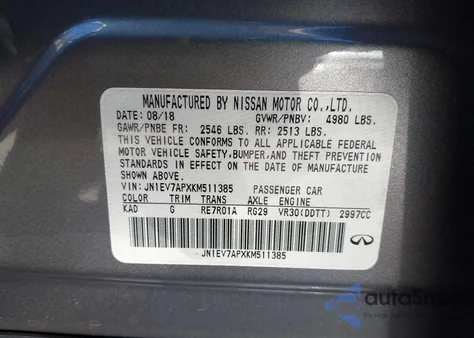 MANUFACTURED BY NISSAN MOTOR CO.,LTD.
DATE: 08/18 GVWR/PNBV: 4980 LBS.
GAWR/PNBE FR: 2546 LBS. RR: 2513 LBS.
THIS VEHICLE CONFORMS TO ALL APPLICABLE FEDERAL
MOTOR VEHICLE SAFETY,BUMPER,AND THEFT PREVENTION
STANDARDS IN EFFECT ON THE DATE OF MANUFACTURE
SHOWN ABOVE.
VIN: JN1EV7APXKM511385 PASSENGER CAR
COLOR TRIM TRANS AXLE ENGINE
KAD G RE7R01A RG29 VR30(DDTT) 2997CC
JN1EV7APXKM511385